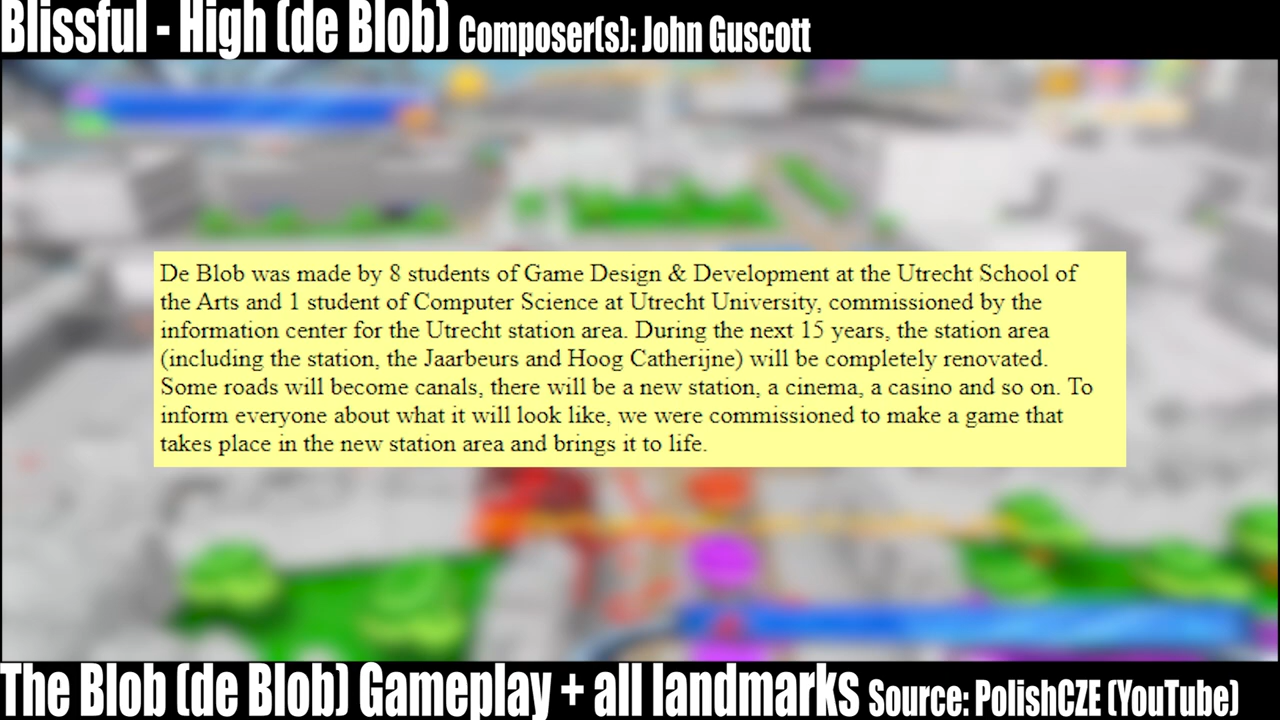 Blissful - High (de Blob) Composer(s): John Guscott
De Blob was made by 8 students of Game Design & Development at the Utrecht School of
the Arts and 1 student of Computer Science at Utrecht University, commissioned by the
information center for the Utrecht station area. During the next 15 years, the station area
(including the station, the Jaarbeurs and Hoog Catherijne) will be completely renovated.
Some roads will become canals, there will be a new station, a cinema, a casino and so on. To
inform everyone about what it will look like, we were commissioned to make a game that
takes place in the new station area and brings it to life.
The Blob (de Blob) Gameplay + all landmarks Source: PolishCZE (YouTube)